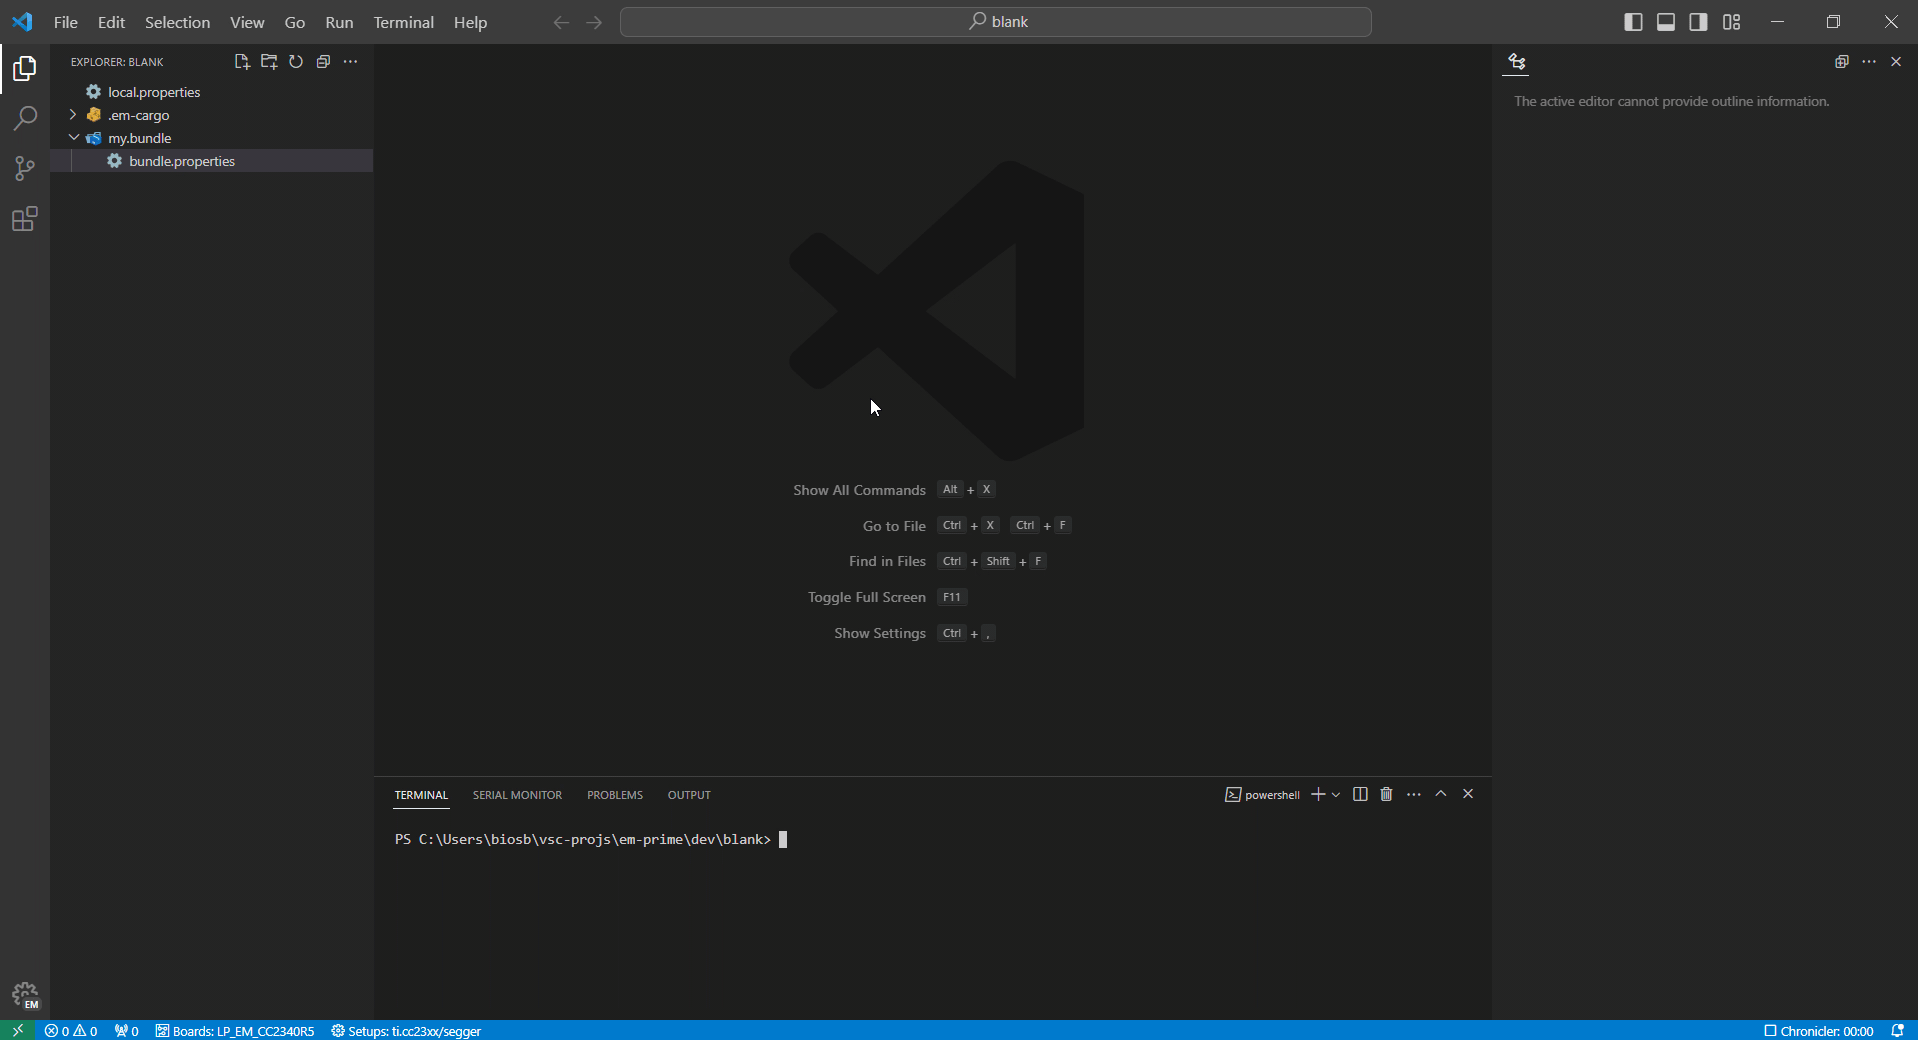 File Edit Selection View Go Run Terminal Help
blank
EXPLORER: BLANK
local.properties
.em-cargo
my.bundle
bundle.properties
The active editor cannot provide outline information.
Show All Commands Alt + X
Go to File Ctrl + X Ctrl + F
Find in Files Ctrl + Shift + F
Toggle Full Screen F11
Show Settings Ctrl + ,
TERMINAL SERIAL MONITOR PROBLEMS OUTPUT
powershell
PS C:\Users\biosb\vsc-projs\em-prime\dev\blank>
EM
0 0 0 Boards: LP_EM_CC2340R5 Setups: ti.cc23xx/segger Chronicler: 00:00